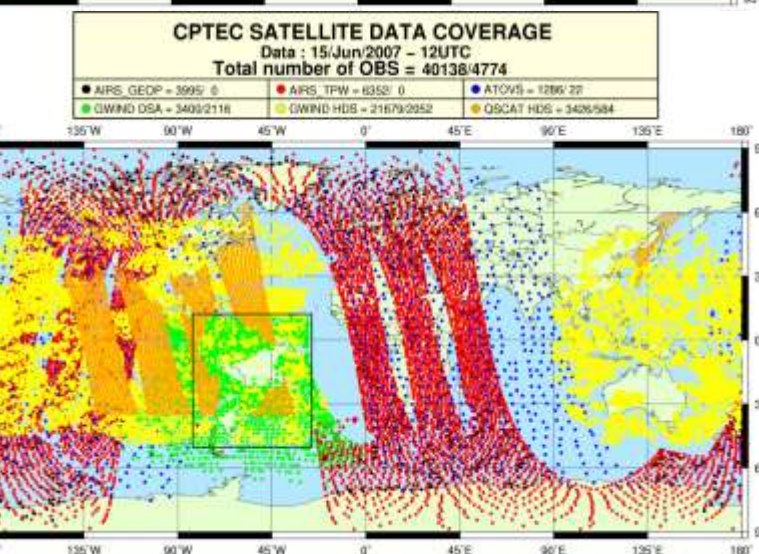 CPTEC SATELLITE DATA COVERAGE
Data : 15/Jun/2007 - 12UTC
Total number of OBS = 40138/4774
AIRS_GEOP = 3995/ 0 AIRS_TPW = 6352/ 0 ATOVS = 1286/ 22
GWIND DSA = 3400/2116 GWIND HDS = 21679/2052 QSCAT HDS = 3426/584
135˚W 90˚W 45˚W 0˚ 45˚E 90˚E 135˚E 180˚
135˚W 90˚W 45˚W 0˚ 45˚E 90˚E 135˚E 180˚